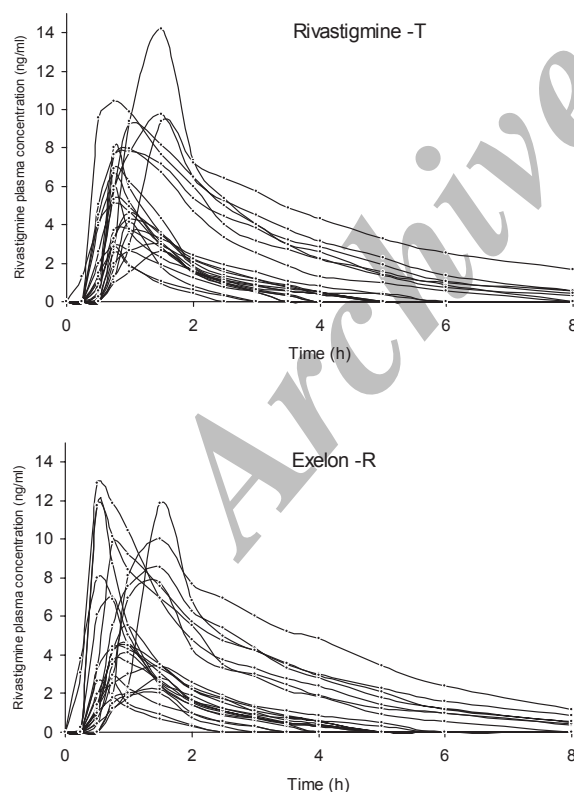 Rivastigmine -T
Rivastigmine plasma concentration (ng/ml)
14
12
10
8
6
4
2
0
0 2 4 6 8
Time (h)
Archive
Exelon -R
Rivastigmine plasma concentration (ng/ml)
14
12
10
8
6
4
2
0
0 2 4 6 8
Time (h)